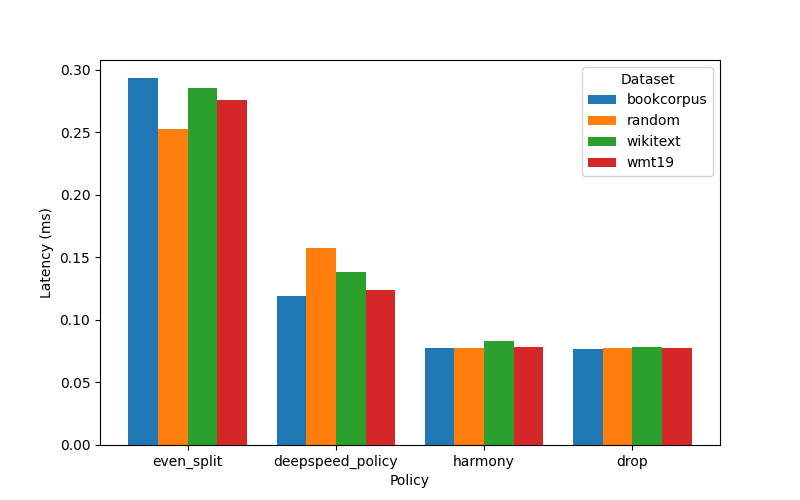 0.30
0.25
0.20
0.15
0.10
0.05
0.00
Latency (ms)
Dataset
bookcorpus
random
wikitext
wmt19
even_split
deepspeed_policy
harmony
drop
Policy